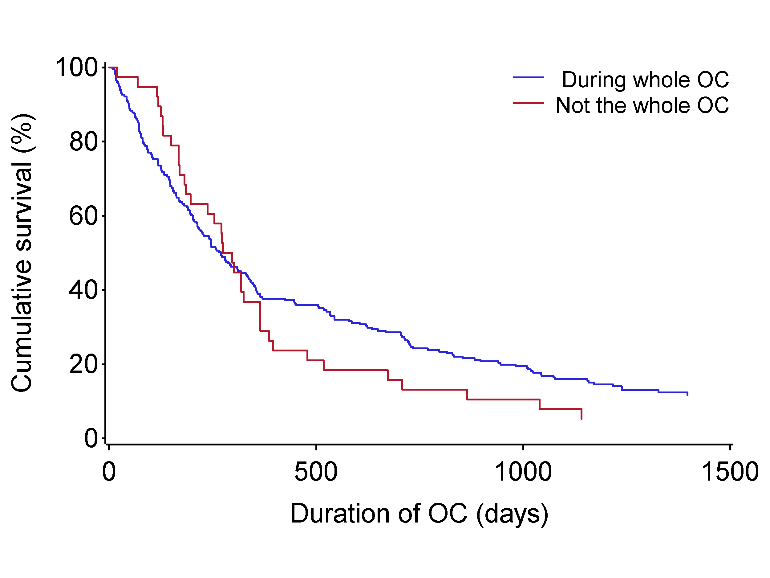 During whole OC
Not the whole OC
Cumulative survival (%)
100
80
60
40
20
0
0 500 1000 1500
Duration of OC (days)